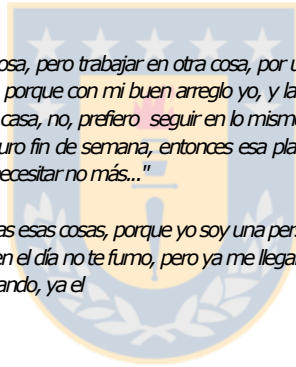 osa, pero trabajar en otra cosa, por u
porque con mi buen arreglo yo, y la
casa, no, prefiero seguir en lo mismo
uro fin de semana, entonces esa pla
ecesitar no más..."
as esas cosas, porque yo soy una per
en el día no te fumo, pero ya me llega
ando, ya el